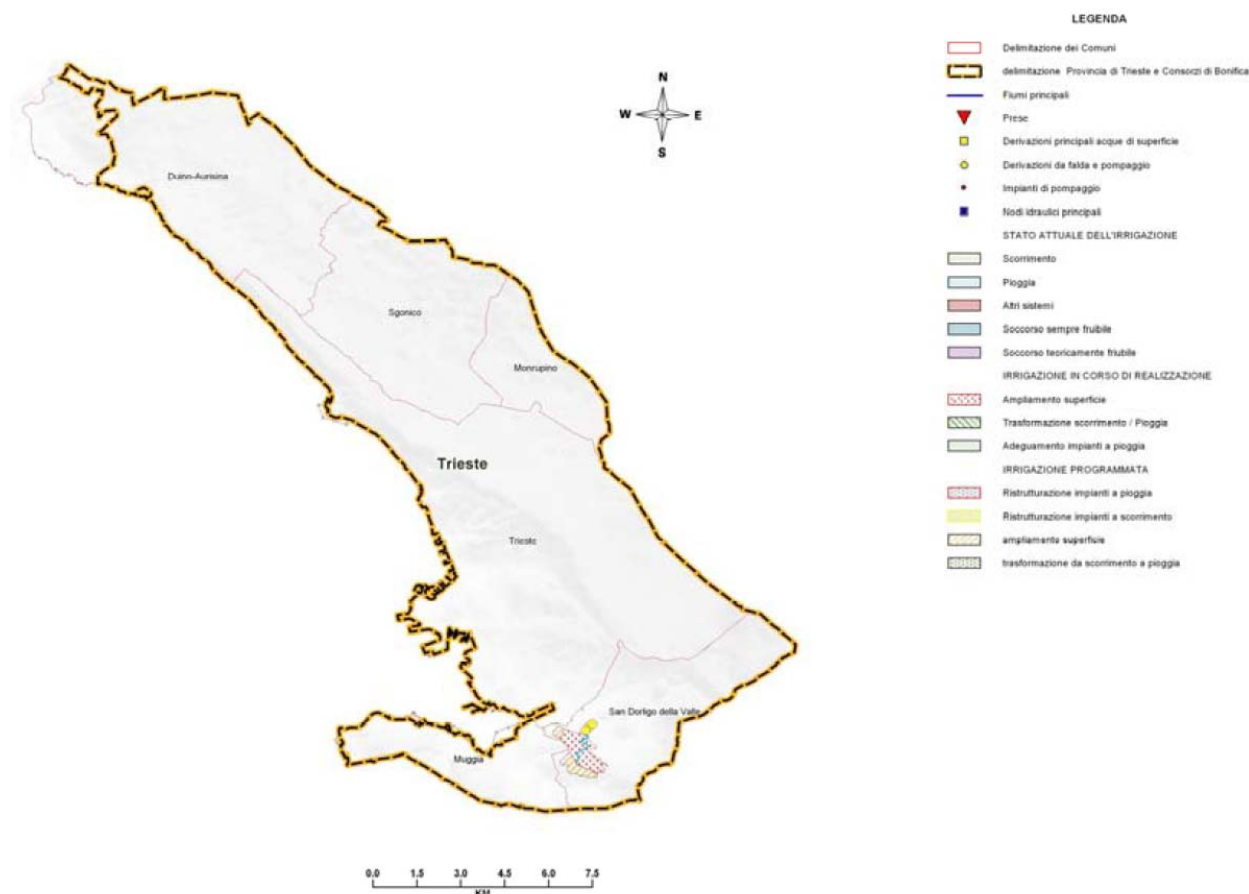 LEGENDA
Delimitazione dei Comuni
delimitazione Provincia di Trieste e Consorzi di Bonifica
Fiumi principali
Prese
Derivazioni principali acque di superficie
Derivazioni da falda e pompaggio
Impianti di pompaggio
Nodi idraulici principali
STATO ATTUALE DELL'IRRIGAZIONE
Scorrimento
Pioggia
Altri sistemi
Soccorso sempre fruibile
Soccorso teoricamente friubile
IRRIGAZIONE IN CORSO DI REALIZZAZIONE
Ampliamento superficie
Trasformazione scorrimento / Pioggia
Adeguamento impianti a pioggia
IRRIGAZIONE PROGRAMMATA
Ristrutturazione impianti a pioggia
Ristrutturazione impianti a scorrimento
ampliamento superfisie
trasformazione da scorrimento a pioggia
N
W E
S
Duino-Aurisina
Sgonico
Monrupino
Trieste
Trieste
San Dorligo della Valle
Muggia
0.0 1.5 3.0 4.5 6.0 7.5
KM